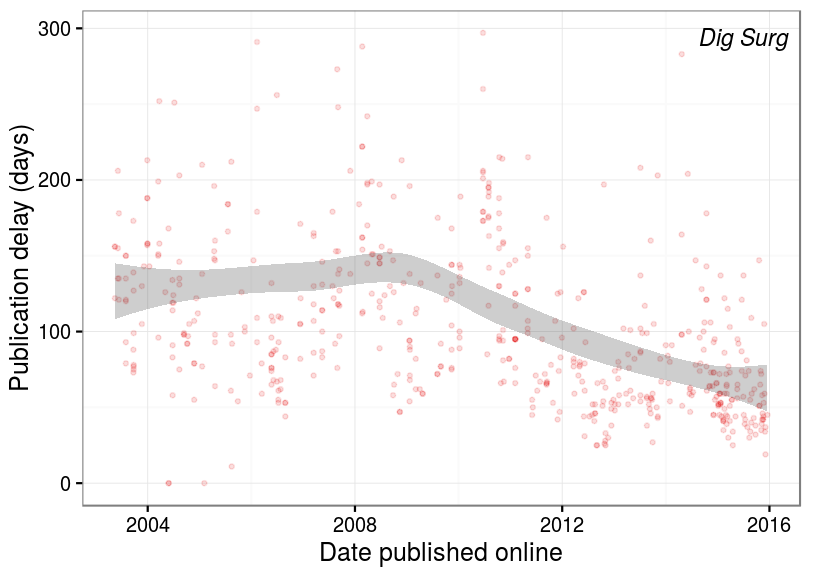 Dig Surg
Publication delay (days)
300
200
100
0
2004 2008 2012 2016
Date published online